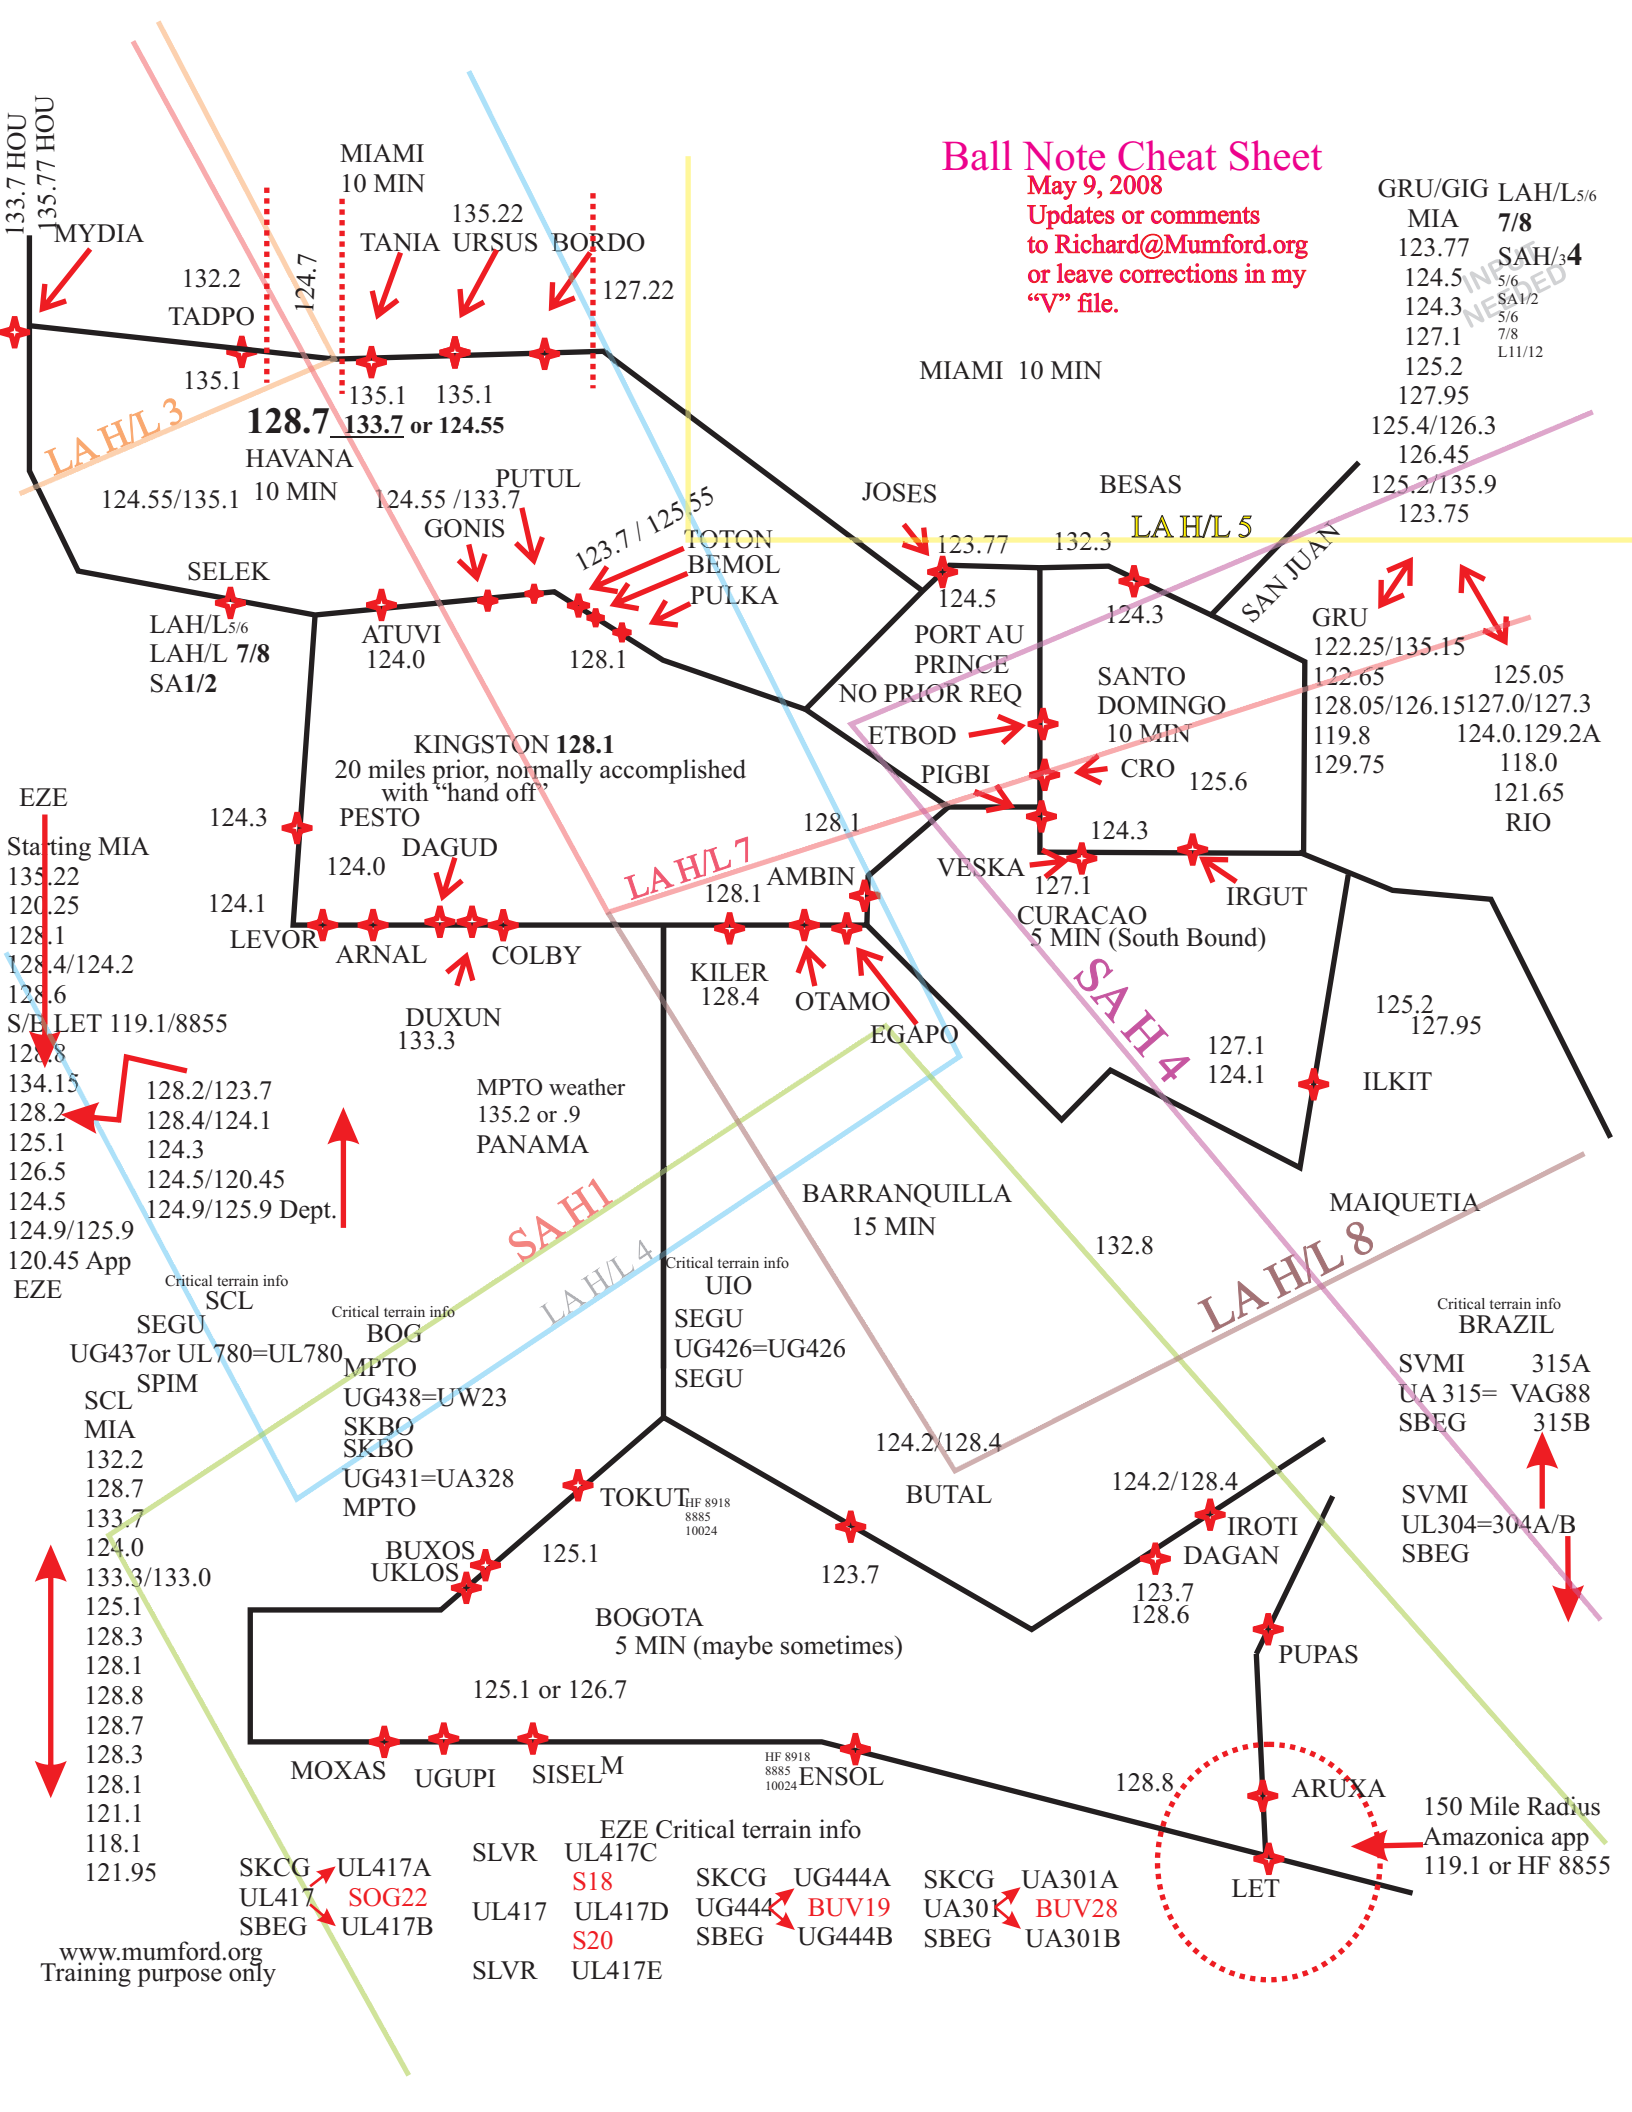 133.7 HOU
135.77 HOU
MYDIA
MIAMI
10 MIN
135.22
TANIA URSUS BORDO
132.2
124.7
127.22
TADPO
135.1
135.1
135.1
128.7 133.7 or 124.55
HAVANA
10 MIN
LA H/L 3
124.55/135.1
124.55 /133.7
PUTUL
GONIS
123.7 / 125.55
TOTON
BEMOL
PULKA
Ball Note Cheat Sheet
May 9, 2008
Updates or comments
to Richard@Mumford.org
or leave corrections in my
“V” file.
MIAMI 10 MIN
GRU/GIG
MIA
123.77
124.5
124.3
127.1
125.2
127.95
125.4/126.3
126.45
125.2/135.9
123.75
LAH/L5/6
7/8
SAH/34
5/6
SA1/2
5/6
7/8
L11/12
INPUT
NEEDED
JOSES
BESAS
LA H/L 5
123.77
132.3
124.5
124.3
SAN JUAN
PORT AU
PRINCE
NO PRIOR REQ
ETBOD
PIGBI
SANTO
DOMINGO
10 MIN
CRO
125.6
GRU
122.25/135.15
122.65
128.05/126.15
119.8
129.75
125.05
127.0/127.3
124.0.129.2A
118.0
121.65
RIO
SELEK
LAH/L5/6
LAH/L 7/8
SA1/2
ATUVI
124.0
128.1
KINGSTON 128.1
20 miles prior, normally accomplished
with “hand off”
124.3
PESTO
124.0
DAGUD
124.1
LEVOR
ARNAL
COLBY
DUXUN
133.3
LA H/L 7
128.1
128.1
AMBIN
KILER
128.4
OTAMO
EGAPO
VESKA
124.3
127.1
IRGUT
CURACAO
5 MIN (South Bound)
SA H 4
125.2
127.95
127.1
124.1
ILKIT
EZE
Starting MIA
135.22
120.25
128.1
128.4/124.2
128.6
S/B LET 119.1/8855
128.8
134.15
128.2
125.1
126.5
124.5
124.9/125.9
120.45 App
EZE
128.2/123.7
128.4/124.1
124.3
124.5/120.45
124.9/125.9 Dept.
MPTO weather
135.2 or .9
PANAMA
SA H1
LA H/L 4
BARRANQUILLA
15 MIN
132.8
MAIQUETIA
LA H/L 8
Critical terrain info
SCL
SEGU
UG437or UL780=UL780
SPIM
Critical terrain info
BOG
MPTO
UG438=UW23
SKBO
SKBO
UG431=UA328
MPTO
Critical terrain info
UIO
SEGU
UG426=UG426
SEGU
Critical terrain info
BRAZIL
SVMI 315A
UA 315= VAG88
SBEG 315B
SVMI
UL304=304A/B
SBEG
SCL
MIA
132.2
128.7
133.7
124.0
133.3/133.0
125.1
128.3
128.1
128.8
128.7
128.3
128.1
121.1
118.1
121.95
TOKUT
HF 8918
8885
10024
BUXOS
UKLOS
125.1
124.2/128.4
BUTAL
123.7
124.2/128.4
IROTI
DAGAN
123.7
128.6
PUPAS
BOGOTA
5 MIN (maybe sometimes)
125.1 or 126.7
MOXAS
UGUPI
SISEL
M
HF 8918
8885
10024
ENSOL
128.8
ARUXA
LET
150 Mile Radius
Amazonica app
119.1 or HF 8855
EZE Critical terrain info
SKCG UL417A
UL417 SOG22
SBEG UL417B
SLVR UL417C
S18
UL417 UL417D
S20
SLVR UL417E
SKCG UG444A
UG444 BUV19
SBEG UG444B
SKCG UA301A
UA301 BUV28
SBEG UA301B
www.mumford.org
Training purpose only